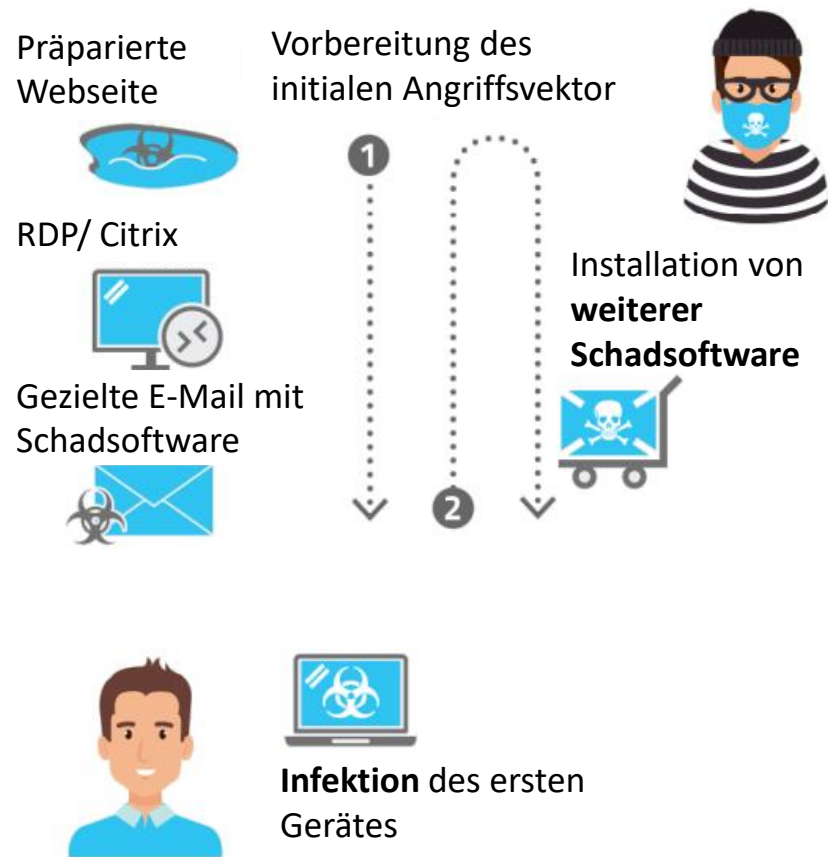 Präparierte
Webseite
Vorbereitung des
initialen Angriffsvektor
1
RDP/ Citrix
Installation von
weiterer
Schadsoftware
Gezielte E-Mail mit
Schadsoftware
2
Infektion des ersten
Gerätes